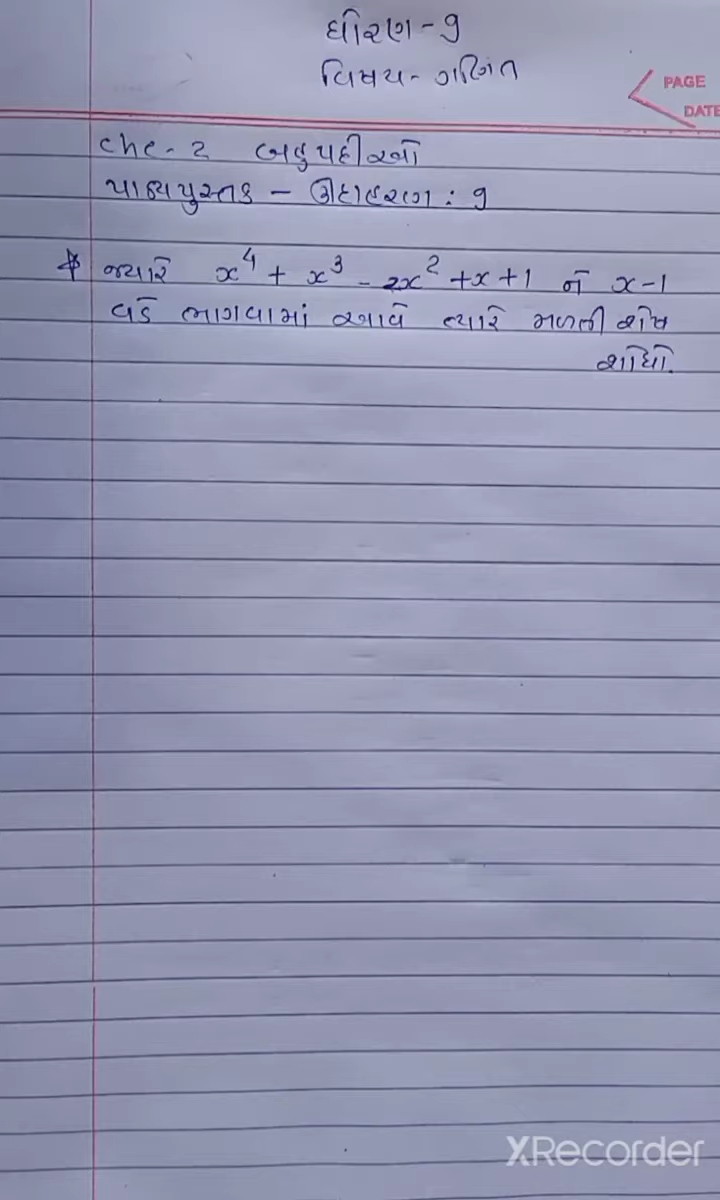 ધોરણ - 9
વિષય - ગણિત
PAGE
DATE
che - 2 બહુપદીઓ
પાઠ્યપુસ્તક - ઉદાહરણ : 9
* જ્યારે x⁴ + x³ - 2x² + x + 1 ને x - 1
વડે ભાગવામાં આવે ત્યારે મળતી શેષ
શોધો.
XRecorder